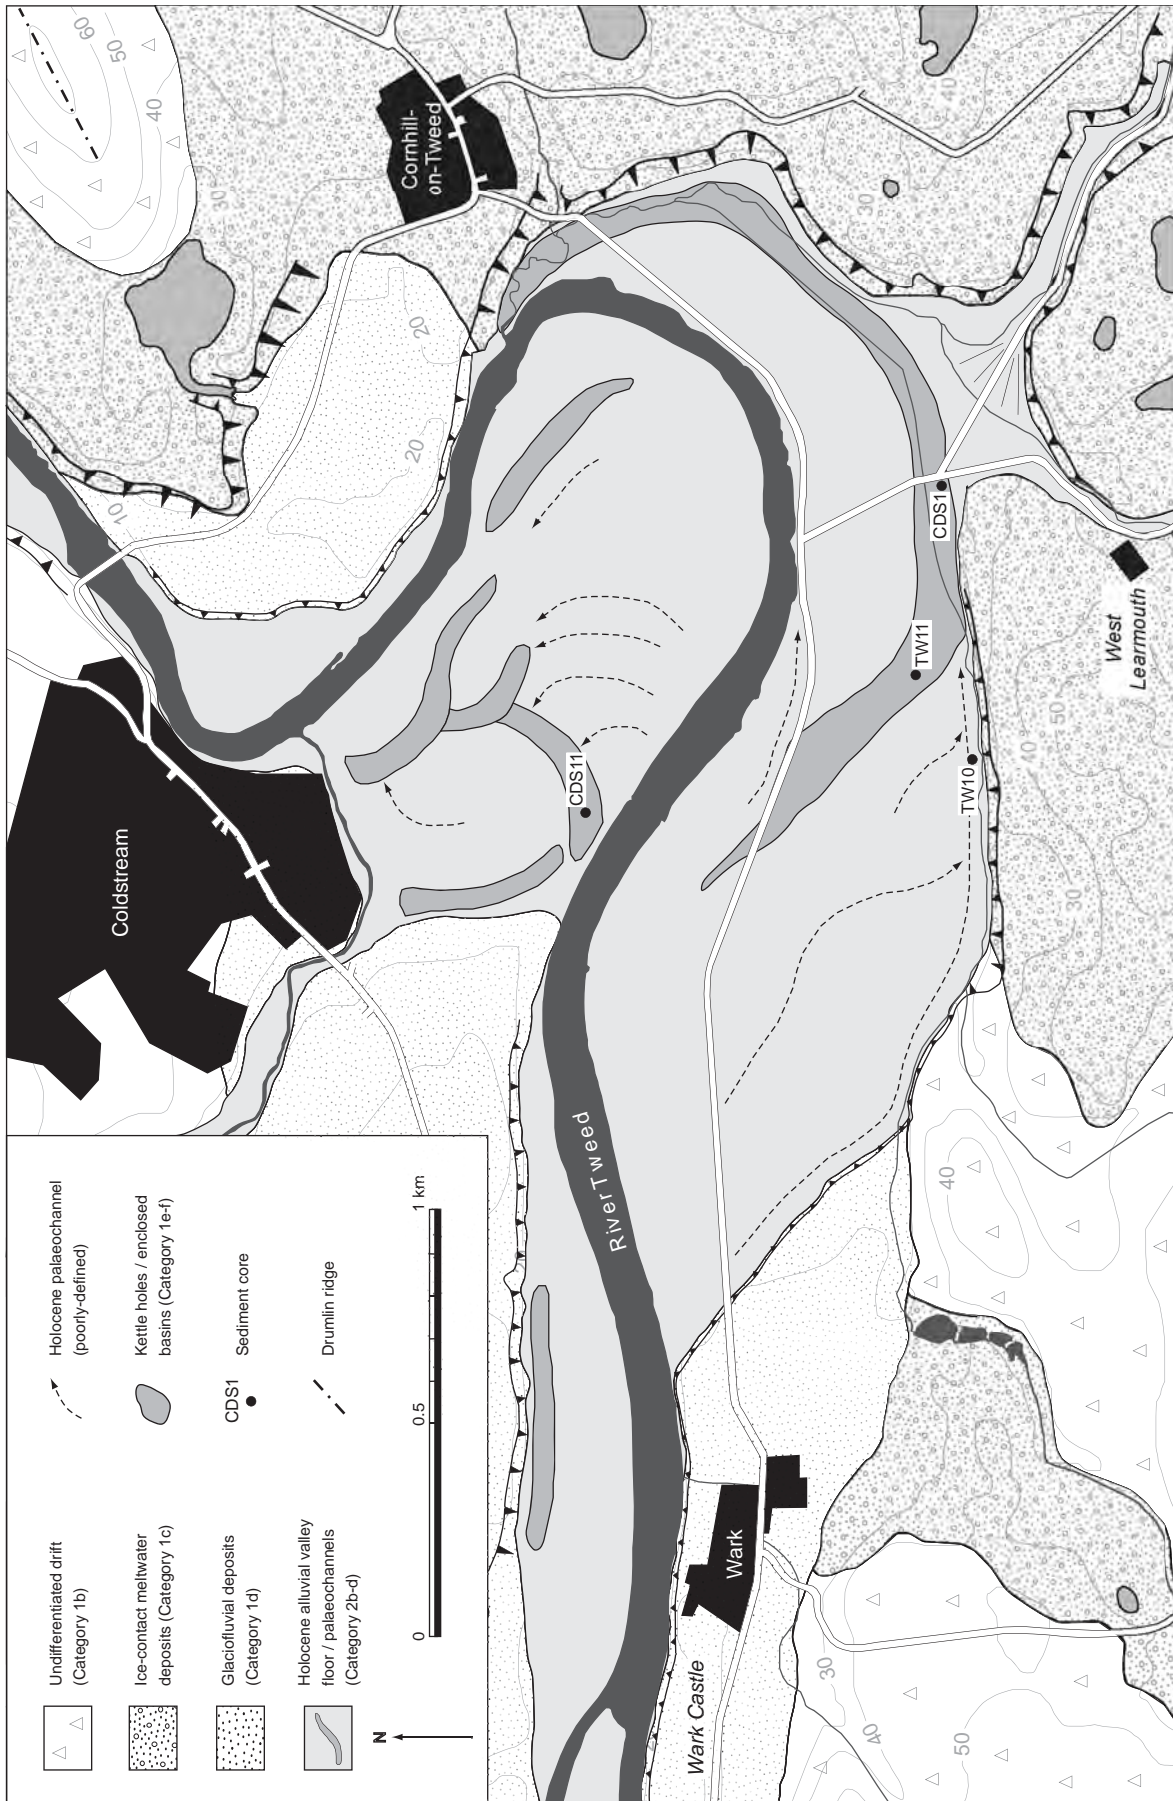 Undifferentiated drift
(Category 1b)
Ice-contact meltwater
deposits (Category 1c)
Glaciofluvial deposits
(Category 1d)
Holocene alluvial valley
floor / palaeochannels
(Category 2b-d)
Holocene palaeochannel
(poorly-defined)
Kettle holes / enclosed
basins (Category 1e-f)
CDS1
Sediment core
Drumlin ridge
N
0
0.5
1 km
Coldstream
Cornhill-
on-Tweed
60
50
40
30
20
20
10
CDS11
River Tweed
TW11
CDS1
TW10
West
Learmouth
Wark
Wark Castle
40
30
40
50
30
40
50
30
40